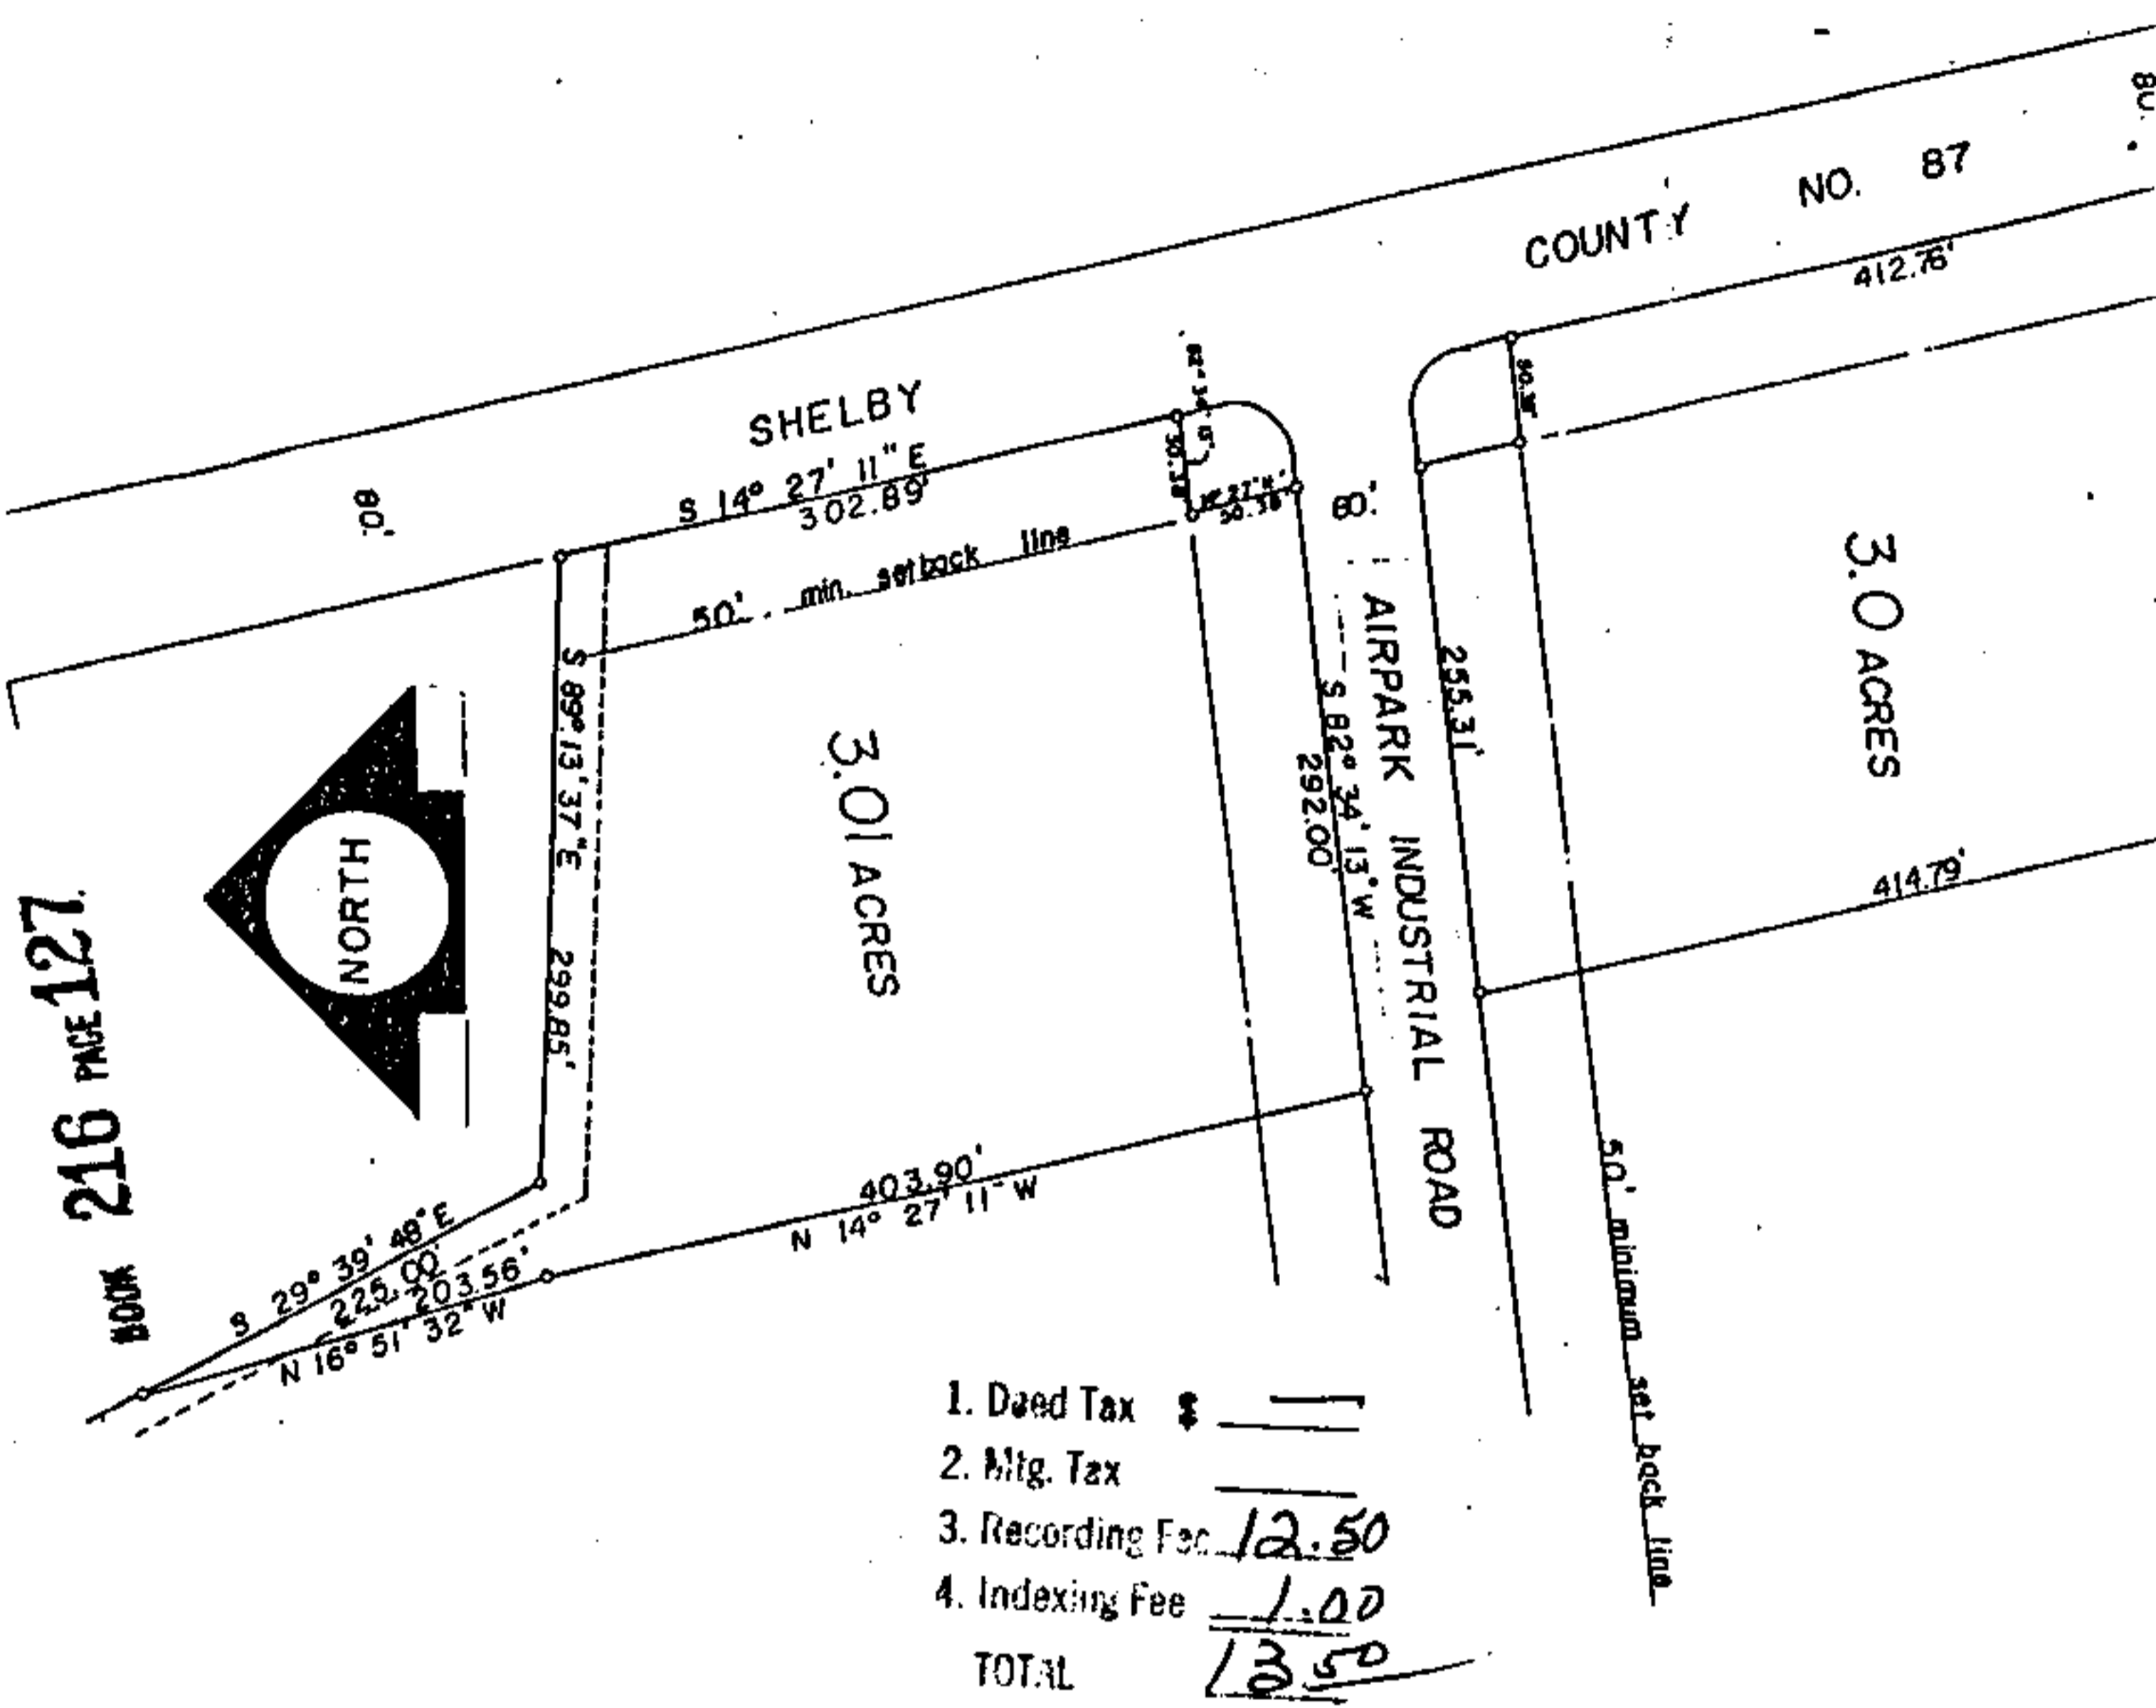 COUNTY NO. 87
412.76'
SHELBY
80'
S 14° 27' 11" E
302.89'
50' min. setback line
60'
3.0 ACRES
AIRPARK INDUSTRIAL ROAD
255.31'
S 82° 34' 13" W
292.00'
S 89° 13' 37" E 299.85'
3.01 ACRES
NORTH
414.79'
BOOK 216 PAGE 127
403.90'
N 14° 27' 11" W
S 29° 39' 48" E
225.00'
203.56'
N 16° 51' 32" W
50' minimum set back line
1. Deed Tax $
2. Mtg. Tax
3. Recording Fee 12.50
4. Indexing Fee 1.00
TOTAL 13.50